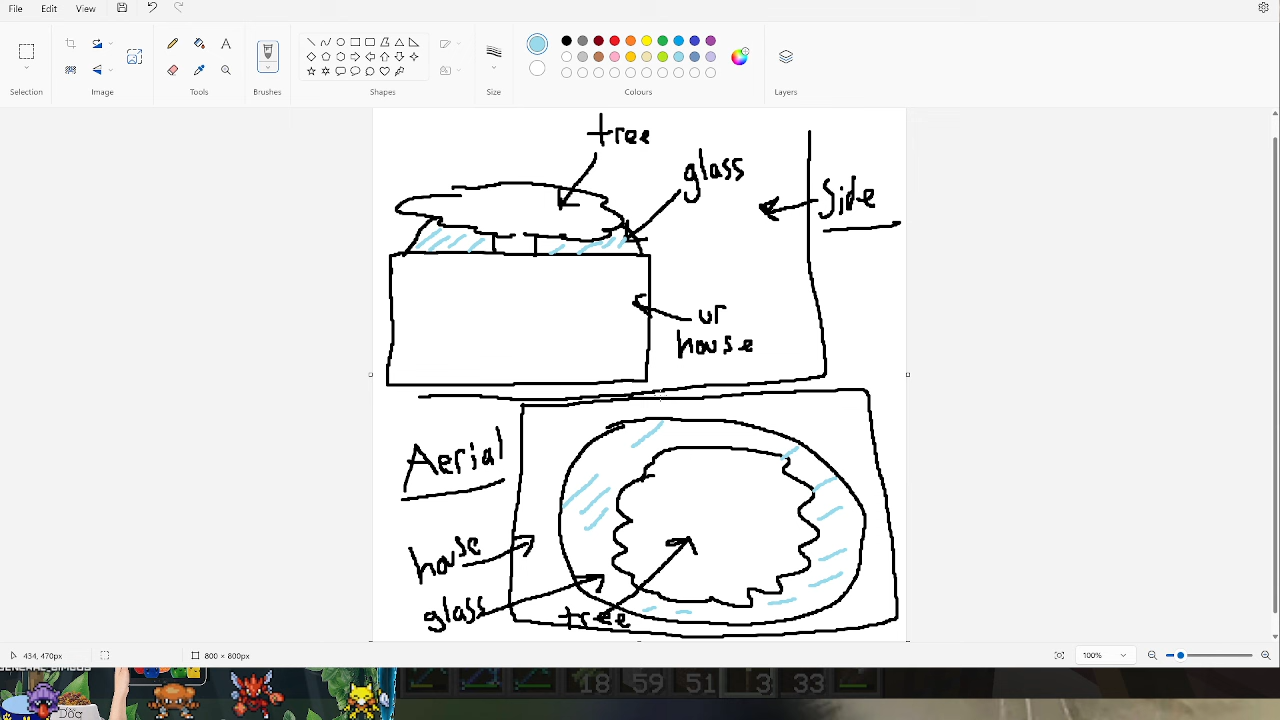 File Edit View
Selection Image Tools Brushes Shapes Size Colours Layers
tree
glass
Side
ur
house
Aerial
house
glass
tree
434, 470px 800 × 800px 100%
18 59 51 3 33